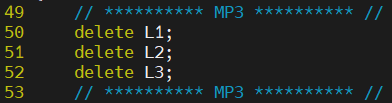 49 // ********** MP3 ********** //
50 delete L1;
51 delete L2;
52 delete L3;
53 // ********** MP3 ********** //